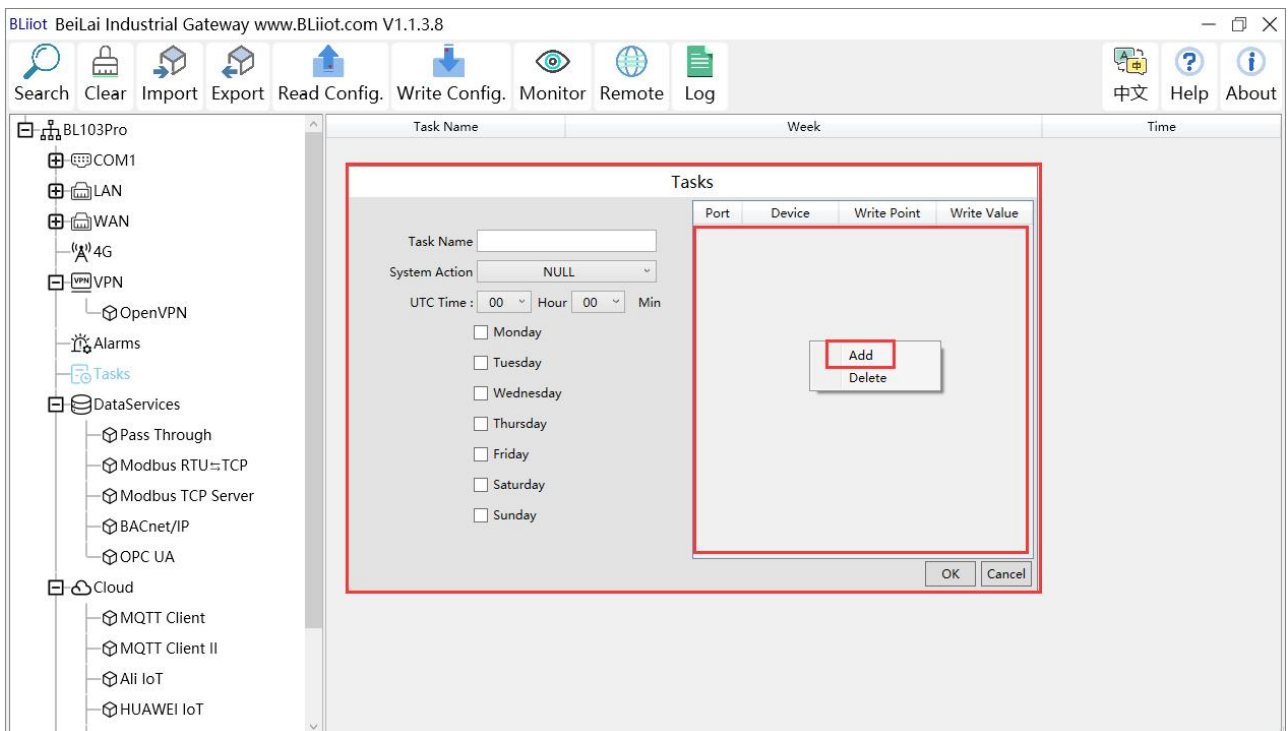 BLiiot BeiLai Industrial Gateway www.BLiiot.com V1.1.3.8
Search Clear Import Export Read Config. Write Config. Monitor Remote Log 中文 Help About
BL103Pro
COM1
LAN
WAN
4G
VPN VPN
OpenVPN
Alarms
Tasks
DataServices
Pass Through
Modbus RTU⇆TCP
Modbus TCP Server
BACnet/IP
OPC UA
Cloud
MQTT Client
MQTT Client II
Ali IoT
HUAWEI IoT
Task Name Week Time
Tasks
Task Name
System Action NULL
UTC Time : 00 Hour 00 Min
Monday
Tuesday
Wednesday
Thursday
Friday
Saturday
Sunday
Port Device Write Point Write Value
Add
Delete
OK Cancel